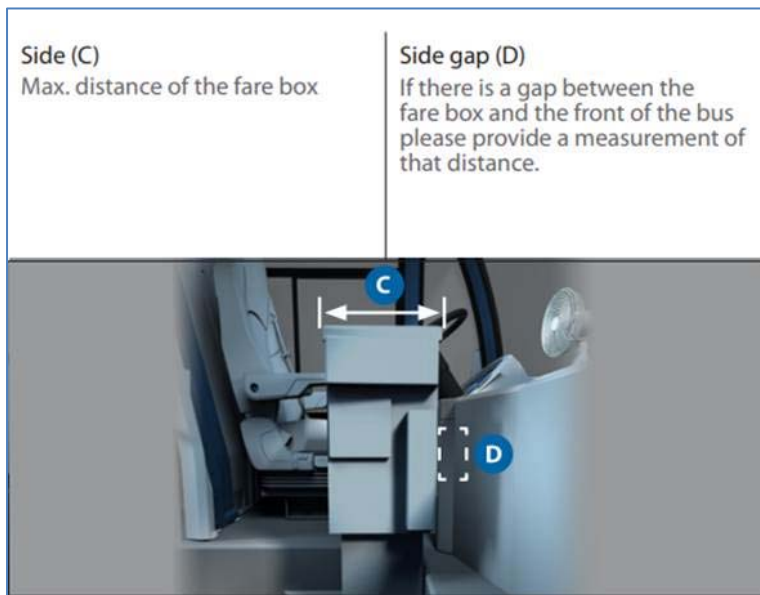 Side (C)
Max. distance of the fare box
Side gap (D)
If there is a gap between the
fare box and the front of the bus
please provide a measurement of
that distance.
C
D